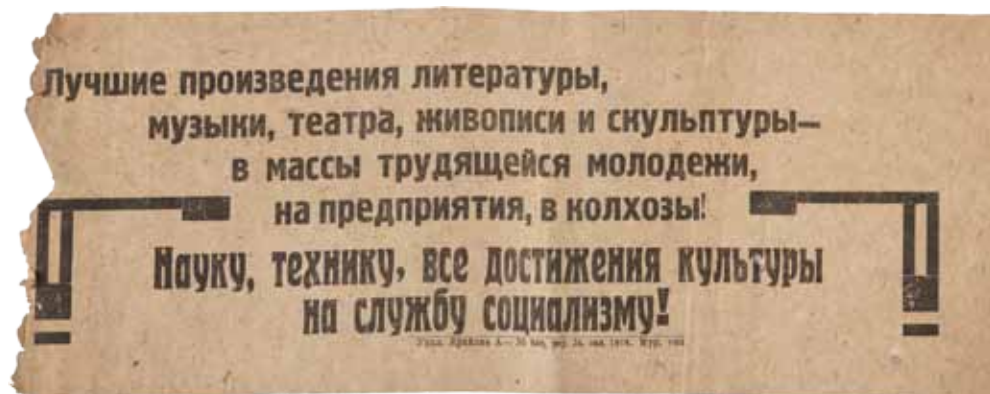 Лучшие произведения литературы,
музыки, театра, живописи и скульптуры—
в массы трудящейся молодежи,
на предприятия, в колхозы!
Науку, технику, все достижения культуры
на службу социализму!